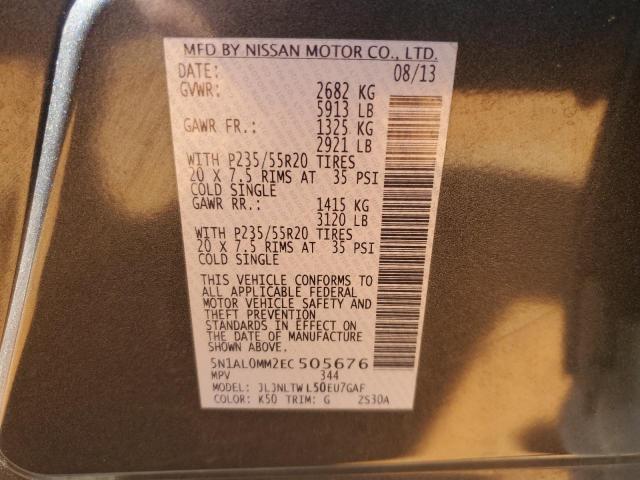 MFD BY NISSAN MOTOR CO., LTD.
DATE: 08/13
GVWR: 2682 KG
5913 LB
GAWR FR.: 1325 KG
2921 LB
WITH P235/55R20 TIRES
20 X 7.5 RIMS AT 35 PSI
COLD SINGLE
GAWR RR.: 1415 KG
3120 LB
WITH P235/55R20 TIRES
20 X 7.5 RIMS AT 35 PSI
COLD SINGLE
THIS VEHICLE CONFORMS TO
ALL APPLICABLE FEDERAL
MOTOR VEHICLE SAFETY AND
THEFT PREVENTION
STANDARDS IN EFFECT ON
THE DATE OF MANUFACTURE
SHOWN ABOVE.
5N1AL0MM2EC505676
MPV 344
MODEL: JLJNLTW L50EU7GAF
COLOR: K50 TRIM: G 2S30A